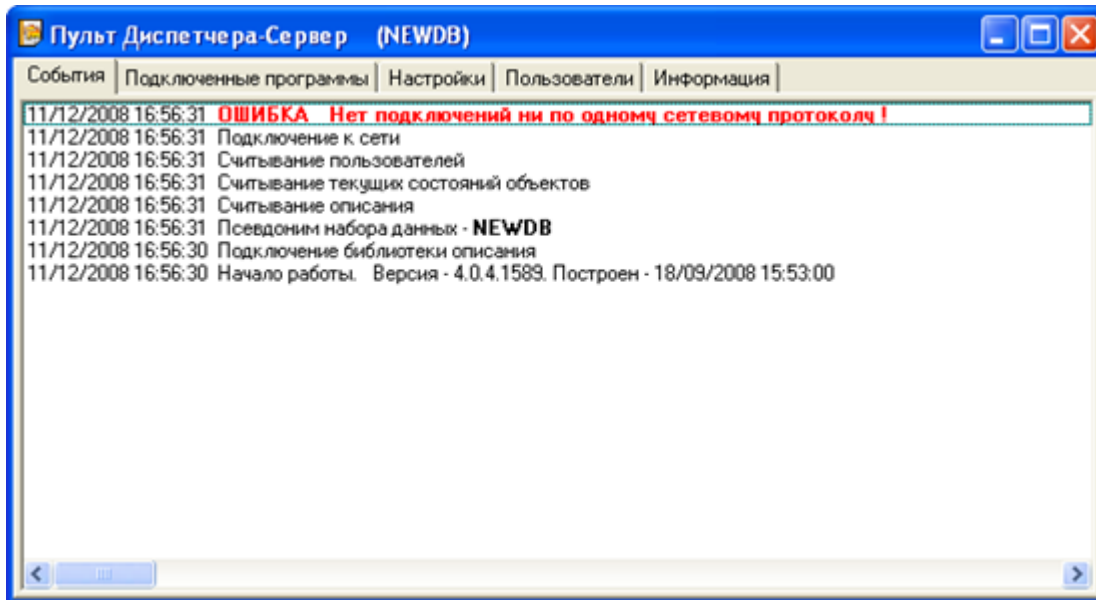 Пульт Диспетчера-Сервер (NEWDB)
События Подключенные программы Настройки Пользователи Информация
11/12/2008 16:56:31 ОШИБКА Нет подключений ни по одному сетевому протоколу !
11/12/2008 16:56:31 Подключение к сети
11/12/2008 16:56:31 Считывание пользователей
11/12/2008 16:56:31 Считывание текущих состояний объектов
11/12/2008 16:56:31 Считывание описания
11/12/2008 16:56:31 Псевдоним набора данных - NEWDB
11/12/2008 16:56:30 Подключение библиотеки описания
11/12/2008 16:56:30 Начало работы. Версия - 4.0.4.1589. Построен - 18/09/2008 15:53:00